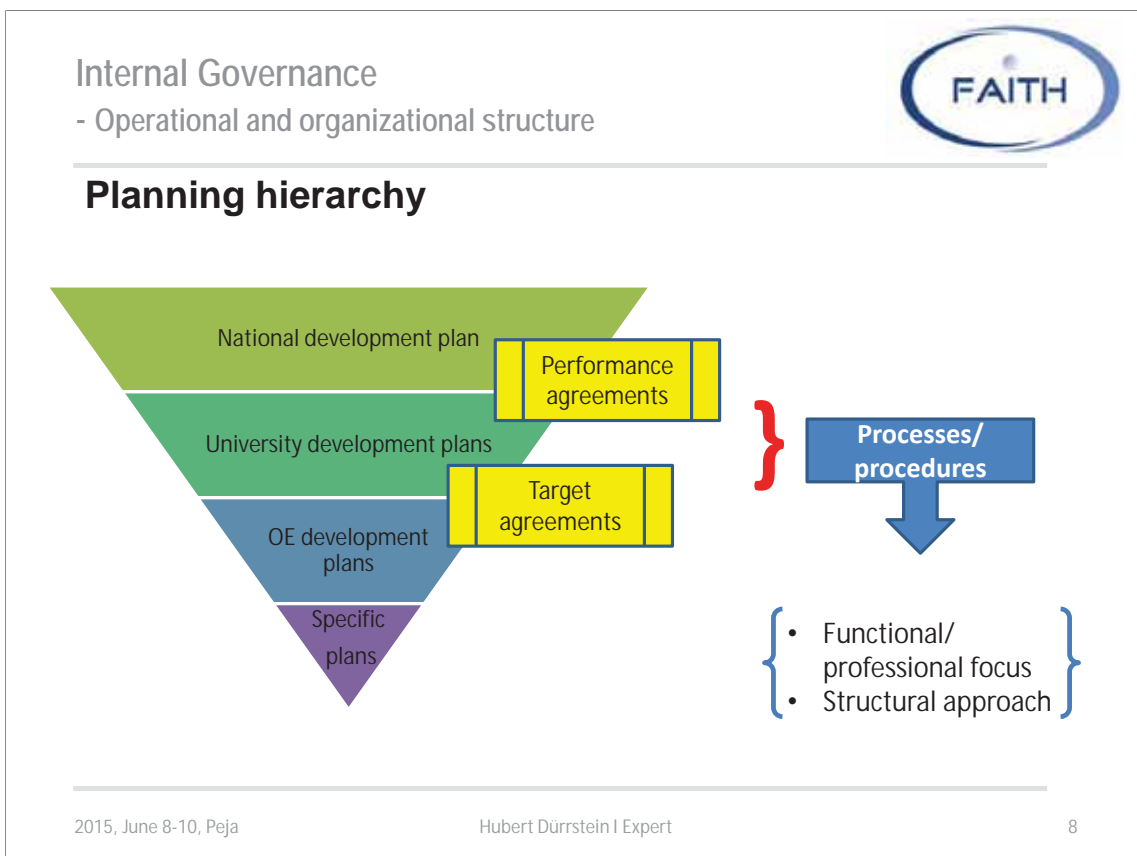 Internal Governance
- Operational and organizational structure
FAITH
Planning hierarchy
National development plan
Performance
agreements
University development plans
Target
agreements
OE development
plans
Specific
plans
}
Processes/
procedures
{
• Functional/
professional focus
• Structural approach
}
2015, June 8-10, Peja
Hubert Dürrstein I Expert
8